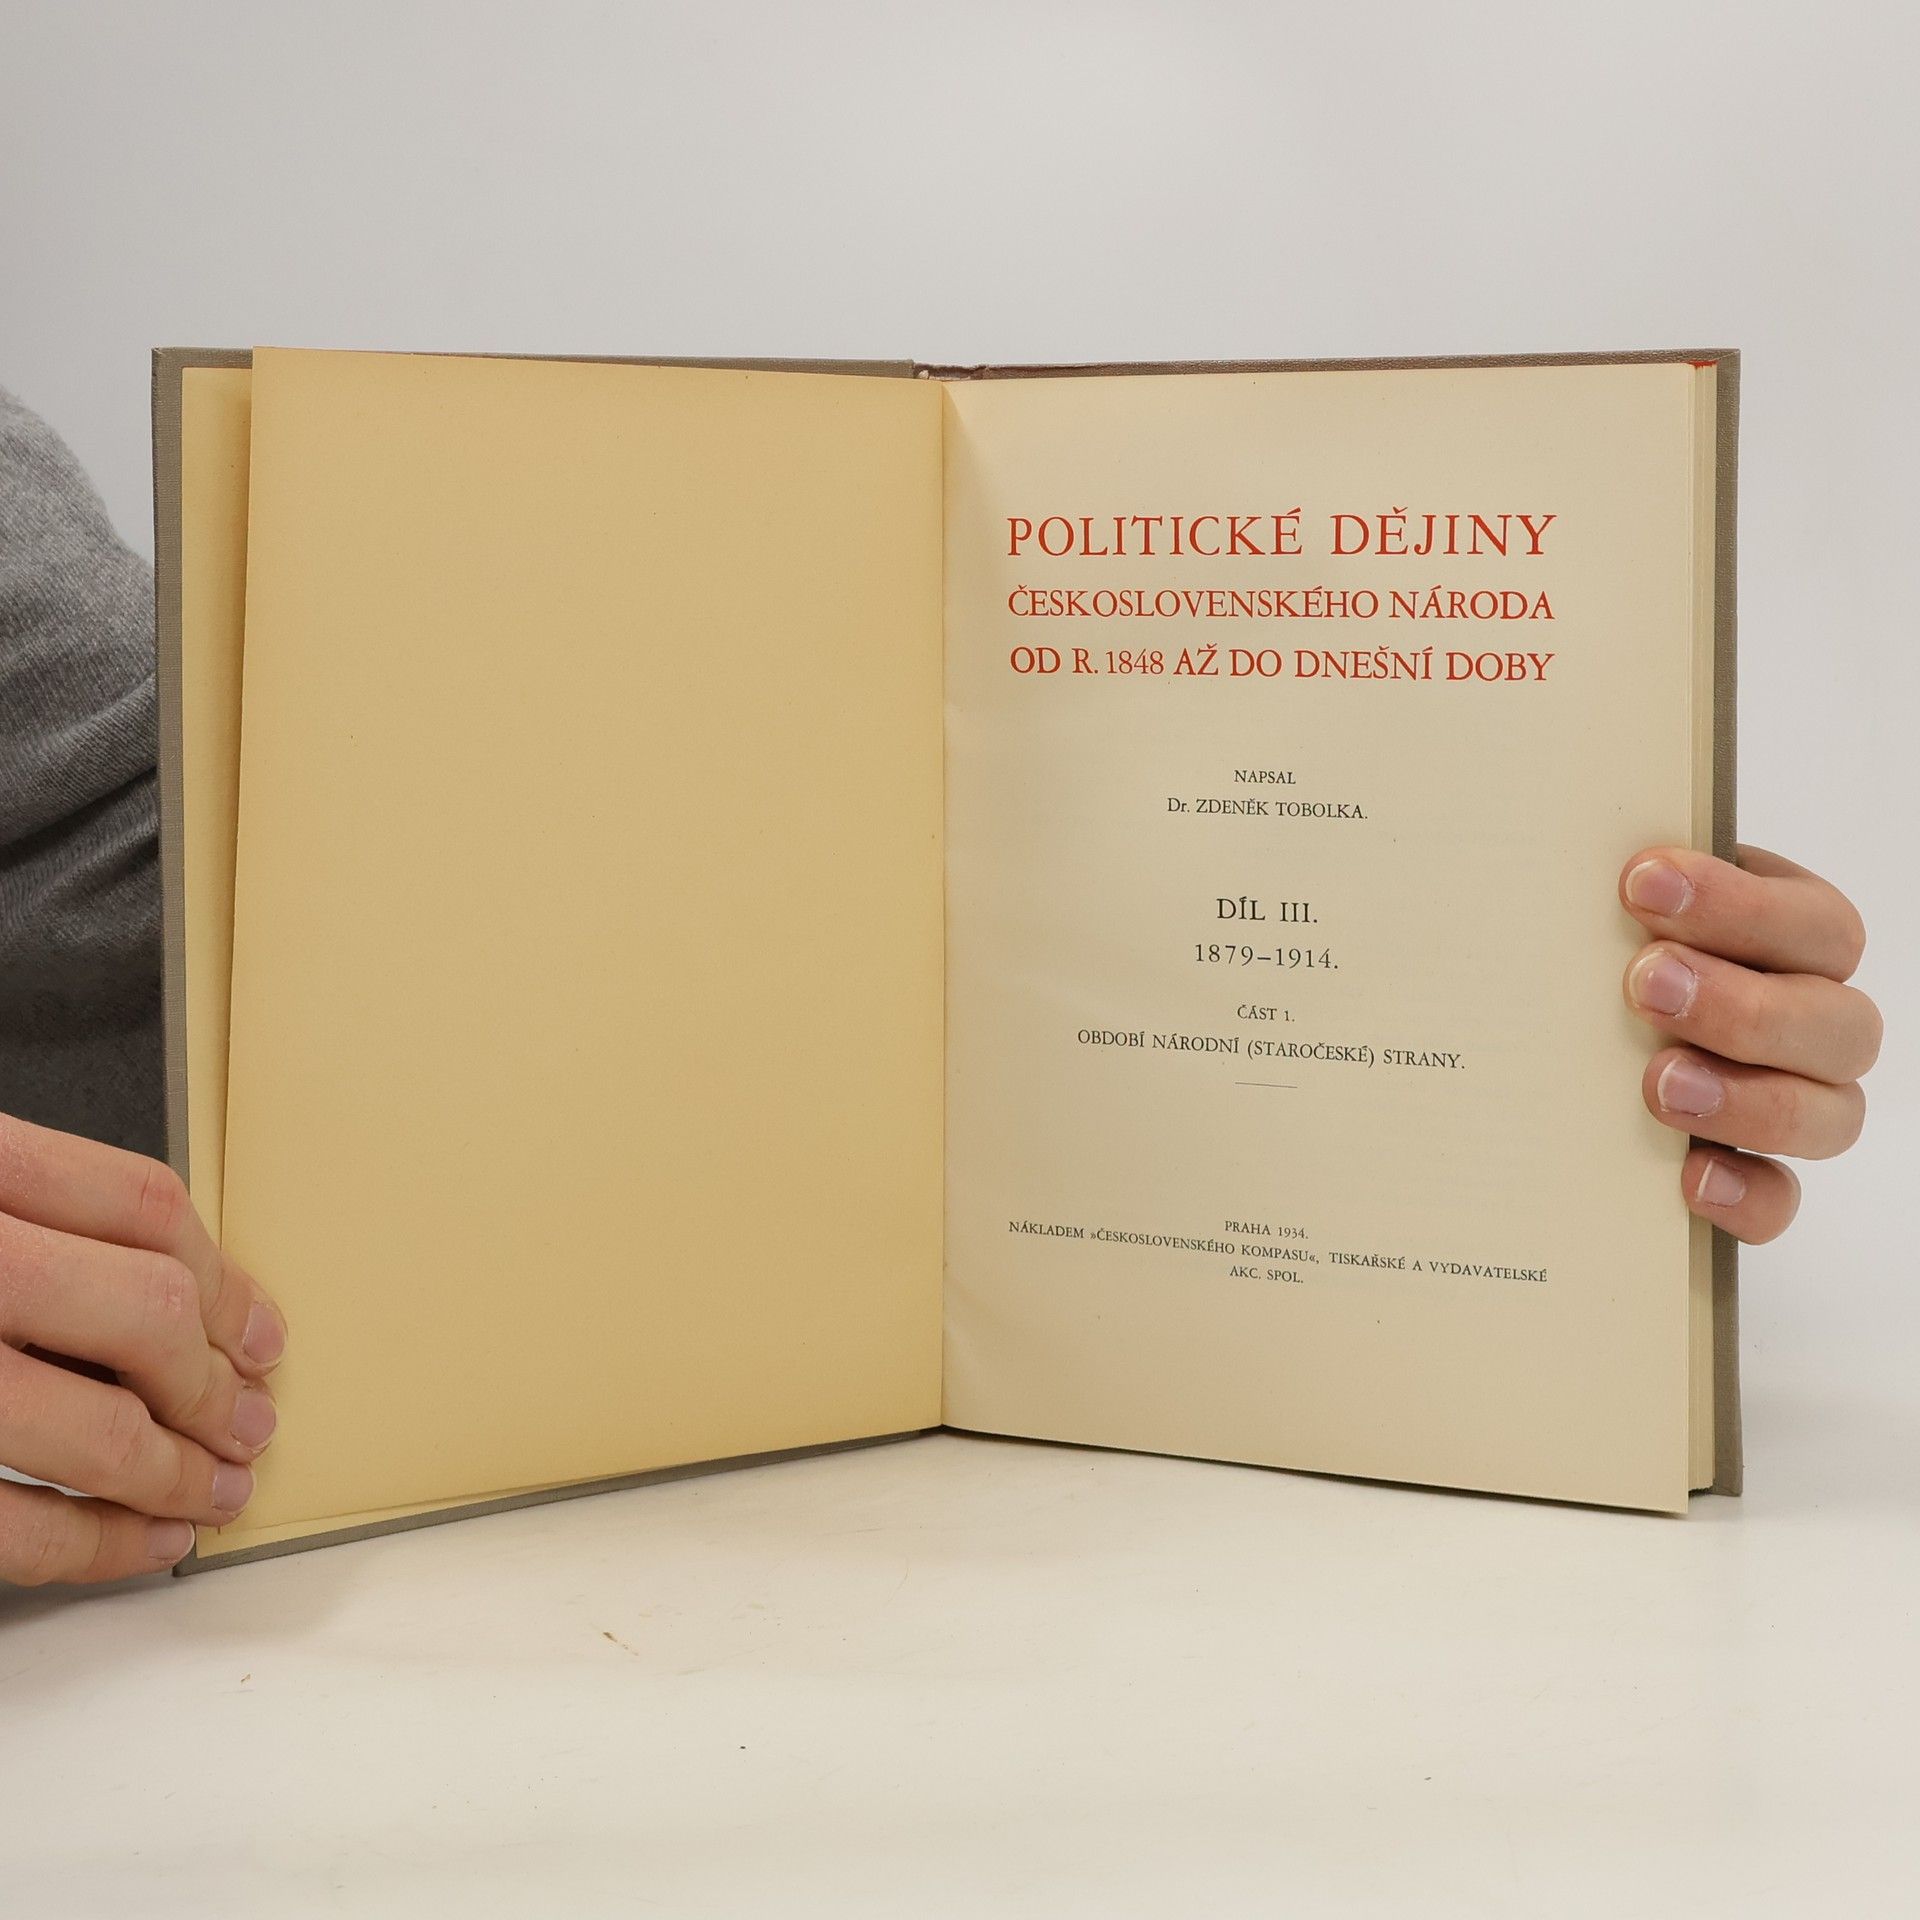 POLITICKÉ DĚJINY
ČESKOSLOVENSKÉHO NÁRODA
OD R. 1848 AŽ DO DNEŠNÍ DOBY
NAPSAL
Dr. ZDENĚK TOBOLKA.
DÍL III.
1879–1914.
ČÁST 1.
OBDOBÍ NÁRODNÍ (STAROČESKÉ) STRANY.
PRAHA 1934.
NÁKLADEM »ČESKOSLOVENSKÉHO KOMPASU«, TISKAŘSKÉ A VYDAVATELSKÉ
AKC. SPOL.